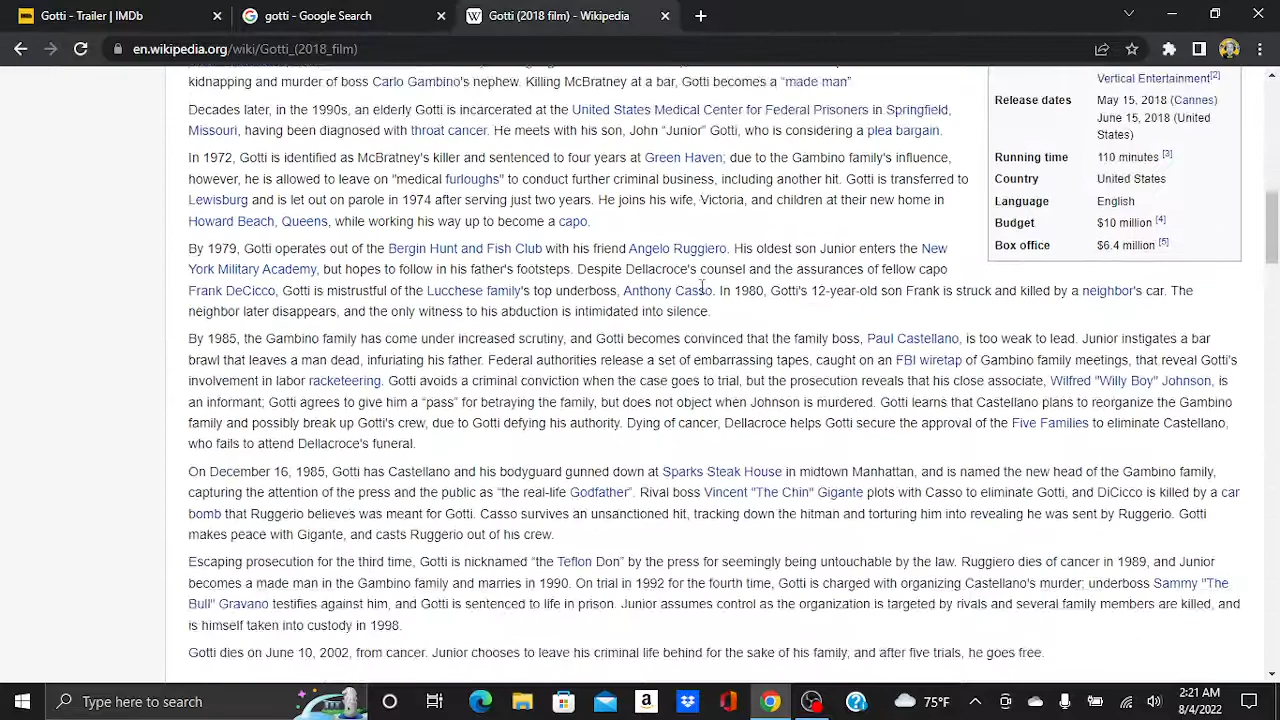 Gotti - Trailer | IMDb
gotti - Google Search
Gotti (2018 film) - Wikipedia
en.wikipedia.org/wiki/Gotti_(2018_film)
kidnapping and murder of boss Carlo Gambino's nephew. Killing McBratney at a bar, Gotti becomes a “made man”
Decades later, in the 1990s, an elderly Gotti is incarcerated at the United States Medical Center for Federal Prisoners in Springfield,
Missouri, having been diagnosed with throat cancer. He meets with his son, John “Junior” Gotti, who is considering a plea bargain.
In 1972, Gotti is identified as McBratney's killer and sentenced to four years at Green Haven; due to the Gambino family's influence,
however, he is allowed to leave on "medical furloughs" to conduct further criminal business, including another hit. Gotti is transferred to
Lewisburg and is let out on parole in 1974 after serving just two years. He joins his wife, Victoria, and children at their new home in
Howard Beach, Queens, while working his way up to become a capo.
By 1979, Gotti operates out of the Bergin Hunt and Fish Club with his friend Angelo Ruggiero. His oldest son Junior enters the New
York Military Academy, but hopes to follow in his father's footsteps. Despite Dellacroce's counsel and the assurances of fellow capo
Frank DeCicco, Gotti is mistrustful of the Lucchese family's top underboss, Anthony Casso. In 1980, Gotti's 12-year-old son Frank is struck and killed by a neighbor's car. The
neighbor later disappears, and the only witness to his abduction is intimidated into silence.
By 1985, the Gambino family has come under increased scrutiny, and Gotti becomes convinced that the family boss, Paul Castellano, is too weak to lead. Junior instigates a bar
brawl that leaves a man dead, infuriating his father. Federal authorities release a set of embarrassing tapes, caught on an FBI wiretap of Gambino family meetings, that reveal Gotti's
involvement in labor racketeering. Gotti avoids a criminal conviction when the case goes to trial, but the prosecution reveals that his close associate, Wilfred "Willy Boy" Johnson, is
an informant; Gotti agrees to give him a “pass” for betraying the family, but does not object when Johnson is murdered. Gotti learns that Castellano plans to reorganize the Gambino
family and possibly break up Gotti's crew, due to Gotti defying his authority. Dying of cancer, Dellacroce helps Gotti secure the approval of the Five Families to eliminate Castellano,
who fails to attend Dellacroce's funeral.
On December 16, 1985, Gotti has Castellano and his bodyguard gunned down at Sparks Steak House in midtown Manhattan, and is named the new head of the Gambino family,
capturing the attention of the press and the public as “the real-life Godfather”. Rival boss Vincent "The Chin" Gigante plots with Casso to eliminate Gotti, and DiCicco is killed by a car
bomb that Ruggerio believes was meant for Gotti. Casso survives an unsanctioned hit, tracking down the hitman and torturing him into revealing he was sent by Ruggerio. Gotti
makes peace with Gigante, and casts Ruggerio out of his crew.
Escaping prosecution for the third time, Gotti is nicknamed “the Teflon Don” by the press for seemingly being untouchable by the law. Ruggiero dies of cancer in 1989, and Junior
becomes a made man in the Gambino family and marries in 1990. On trial in 1992 for the fourth time, Gotti is charged with organizing Castellano's murder; underboss Sammy "The
Bull" Gravano testifies against him, and Gotti is sentenced to life in prison. Junior assumes control as the organization is targeted by rivals and several family members are killed, and
is himself taken into custody in 1998.
Gotti dies on June 10, 2002, from cancer. Junior chooses to leave his criminal life behind for the sake of his family, and after five trials, he goes free.
Vertical Entertainment[2]
Release dates May 15, 2018 (Cannes)
June 15, 2018 (United
States)
Running time 110 minutes [3]
Country United States
Language English
Budget $10 million [4]
Box office $6.4 million [5]
Type here to search
75°F
2:21 AM
8/4/2022